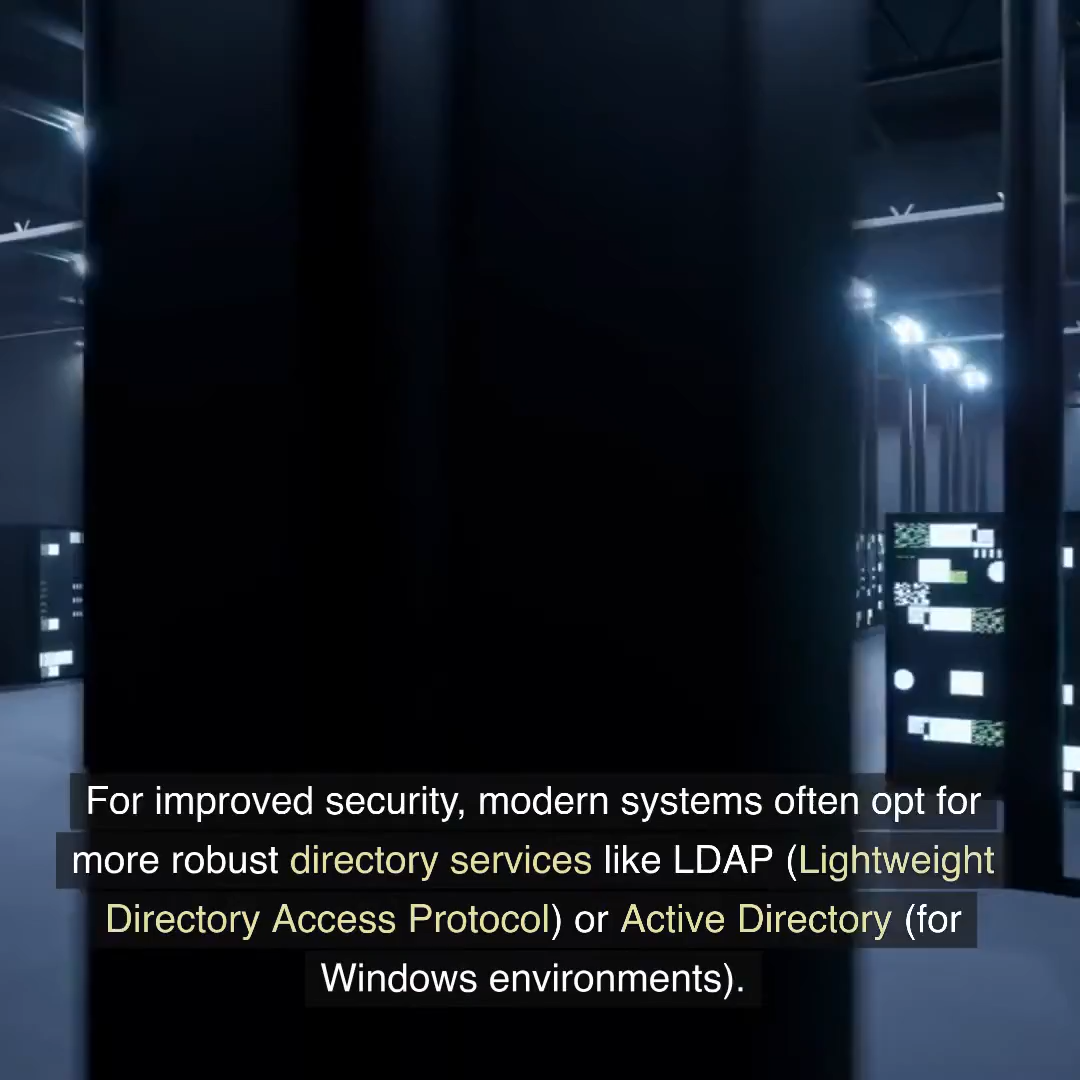 For improved security, modern systems often opt for
more robust directory services like LDAP (Lightweight
Directory Access Protocol) or Active Directory (for
Windows environments).